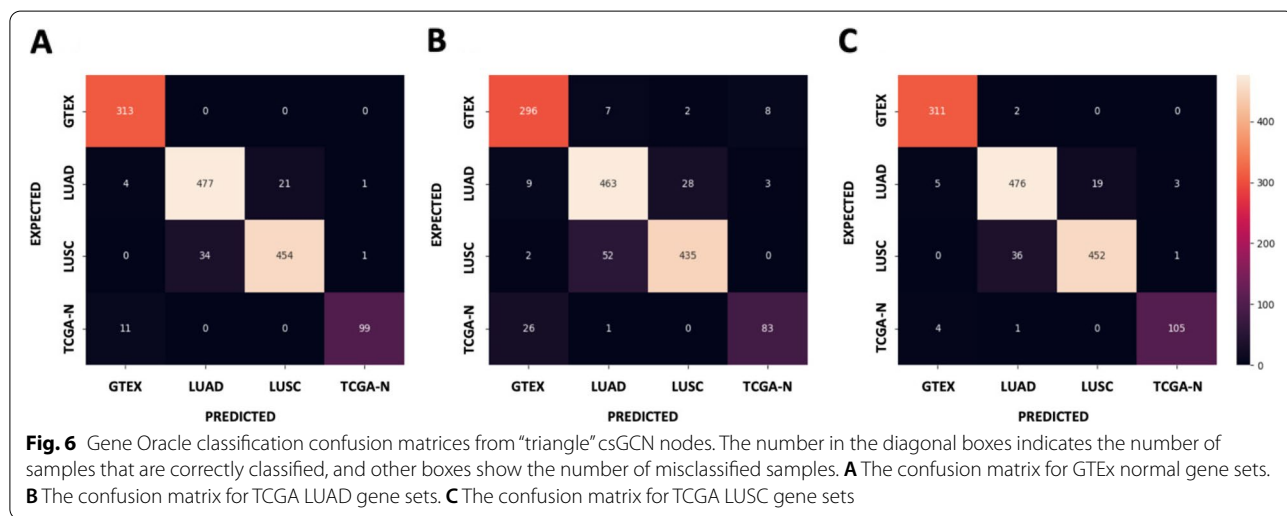 A
B
C
EXPECTED
GTEX
LUAD
LUSC
TCGA-N
313 0 0 0
4 477 21 1
0 34 454 1
11 0 0 99
GTEX LUAD LUSC TCGA-N
PREDICTED
EXPECTED
GTEX
LUAD
LUSC
TCGA-N
296 7 2 8
9 463 28 3
2 52 435 0
26 1 0 83
GTEX LUAD LUSC TCGA-N
PREDICTED
EXPECTED
GTEX
LUAD
LUSC
TCGA-N
311 2 0 0
5 476 19 3
0 36 452 1
4 1 0 105
GTEX LUAD LUSC TCGA-N
PREDICTED
400
300
200
100
0
Fig. 6 Gene Oracle classification confusion matrices from “triangle” csGCN nodes. The number in the diagonal boxes indicates the number of
samples that are correctly classified, and other boxes show the number of misclassified samples. A The confusion matrix for GTEx normal gene sets.
B The confusion matrix for TCGA LUAD gene sets. C The confusion matrix for TCGA LUSC gene sets